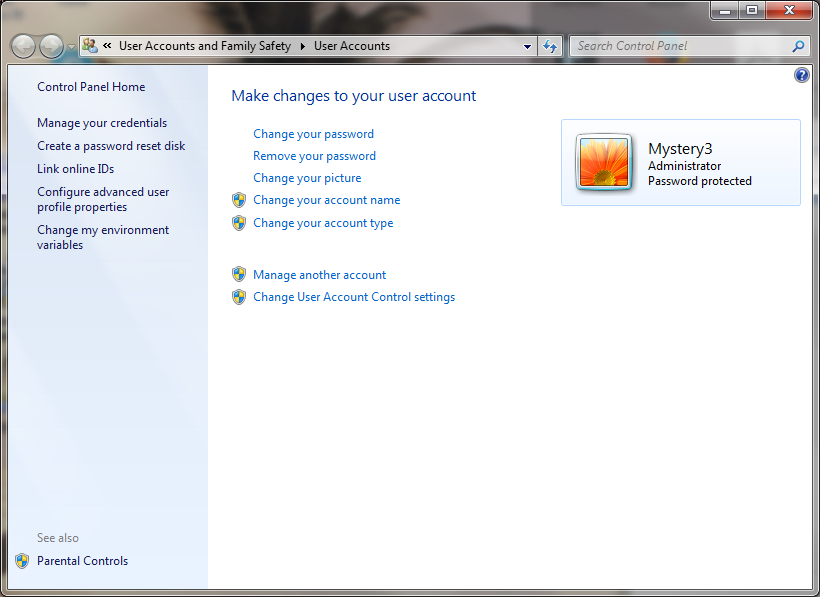 « User Accounts and Family Safety ▸ User Accounts
Search Control Panel
Control Panel Home
Manage your credentials
Create a password reset disk
Link online IDs
Configure advanced user
profile properties
Change my environment
variables
See also
Parental Controls
Make changes to your user account
Change your password
Remove your password
Change your picture
Change your account name
Change your account type
Manage another account
Change User Account Control settings
Mystery3
Administrator
Password protected